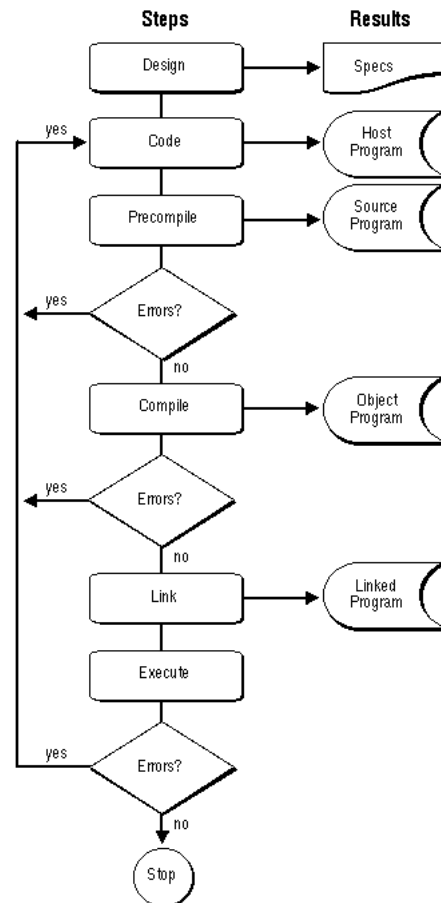 Steps Results
Design Specs
yes
Code Host
Program
Precompile Source
Program
yes Errors?
no
Compile Object
Program
yes Errors?
no
Link Linked
Program
Execute
yes Errors?
no
Stop